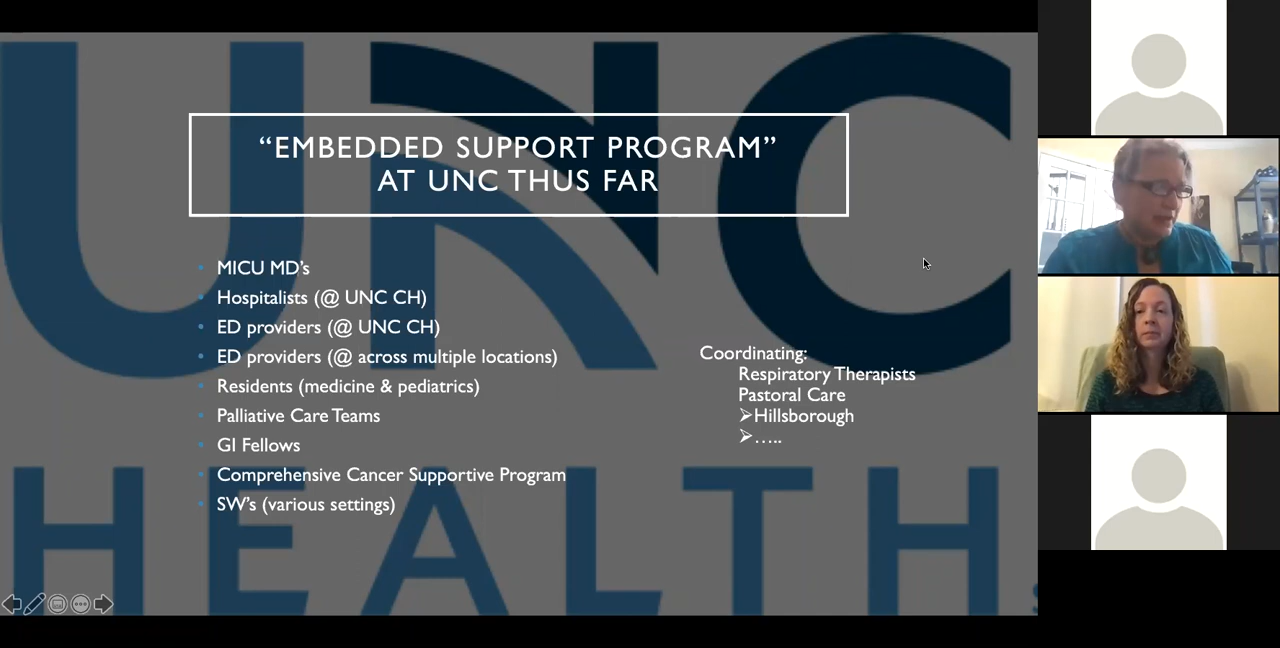 UNC
HEALTH
“EMBEDDED SUPPORT PROGRAM”
AT UNC THUS FAR
• MICU MD’s
• Hospitalists (@ UNC CH)
• ED providers (@ UNC CH)
• ED providers (@ across multiple locations)
• Residents (medicine & pediatrics)
• Palliative Care Teams
• GI Fellows
• Comprehensive Cancer Supportive Program
• SW’s (various settings)
Coordinating:
Respiratory Therapists
Pastoral Care
➢Hillsborough
➢…..